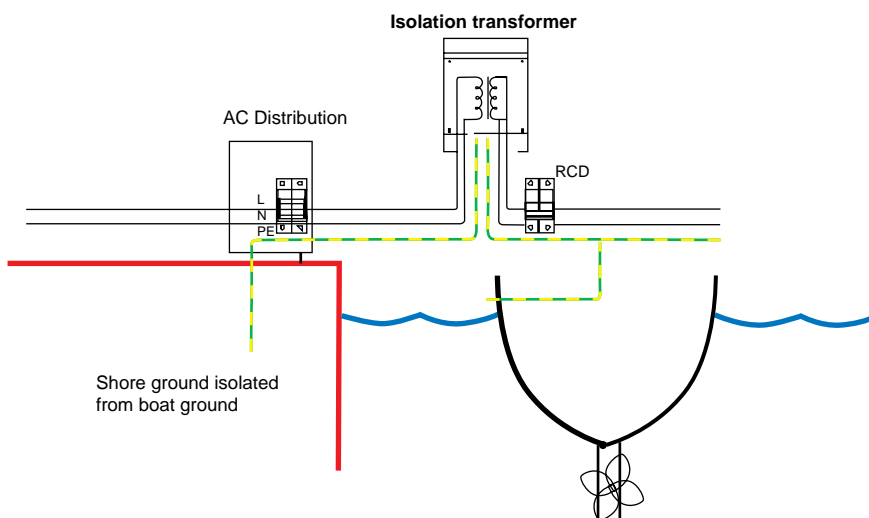 Isolation transformer
AC Distribution
RCD
L
N
PE
Shore ground isolated
from boat ground